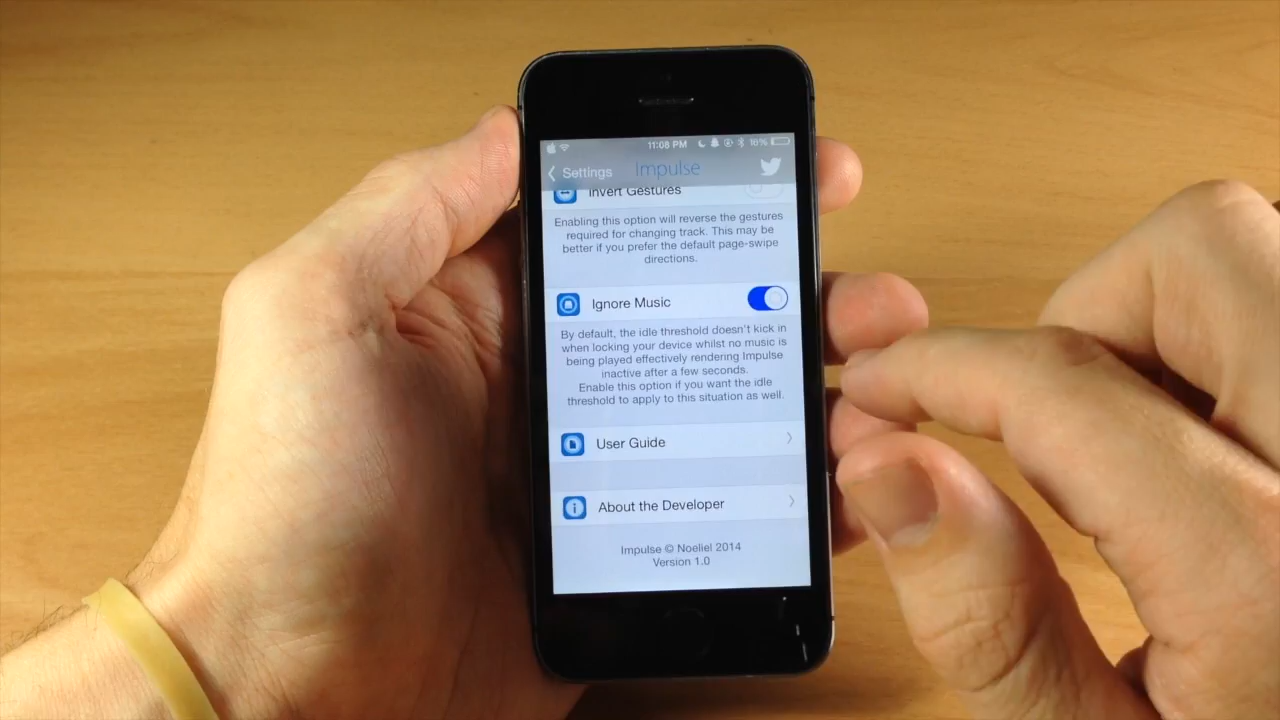 11:08 PM 16%
Settings Impulse
Invert Gestures
Enabling this option will reverse the gestures
required for changing track. This may be
better if you prefer the default page-swipe
directions.
Ignore Music
By default, the idle threshold doesn't kick in
when locking your device whilst no music is
being played effectively rendering Impulse
inactive after a few seconds.
Enable this option if you want the idle
threshold to apply to this situation as well.
User Guide
About the Developer
Impulse © Noeliel 2014
Version 1.0